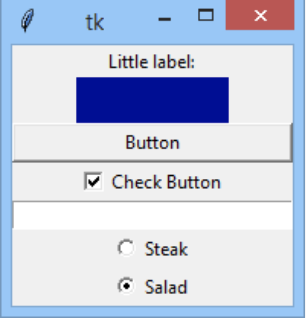 tk
Little label:
Button
Check Button
Steak
Salad